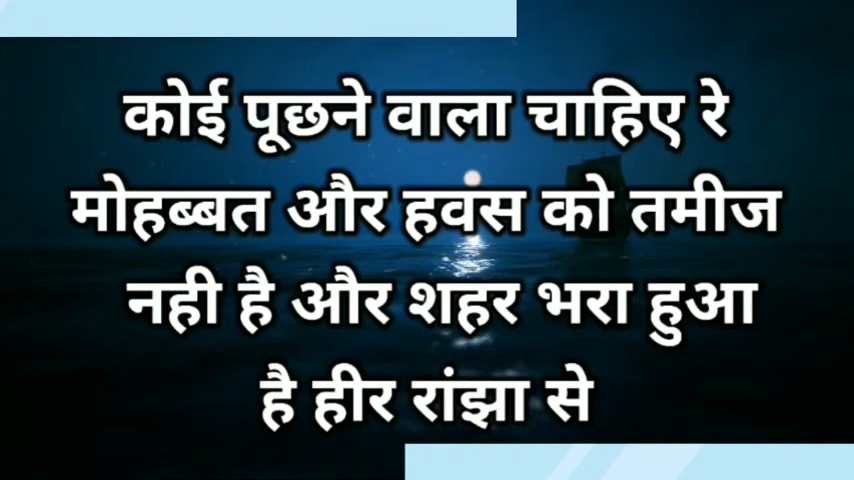 कोई पूछने वाला चाहिए रे
मोहब्बत और हवस को तमीज
नही है और शहर भरा हुआ
है हीर रांझा से